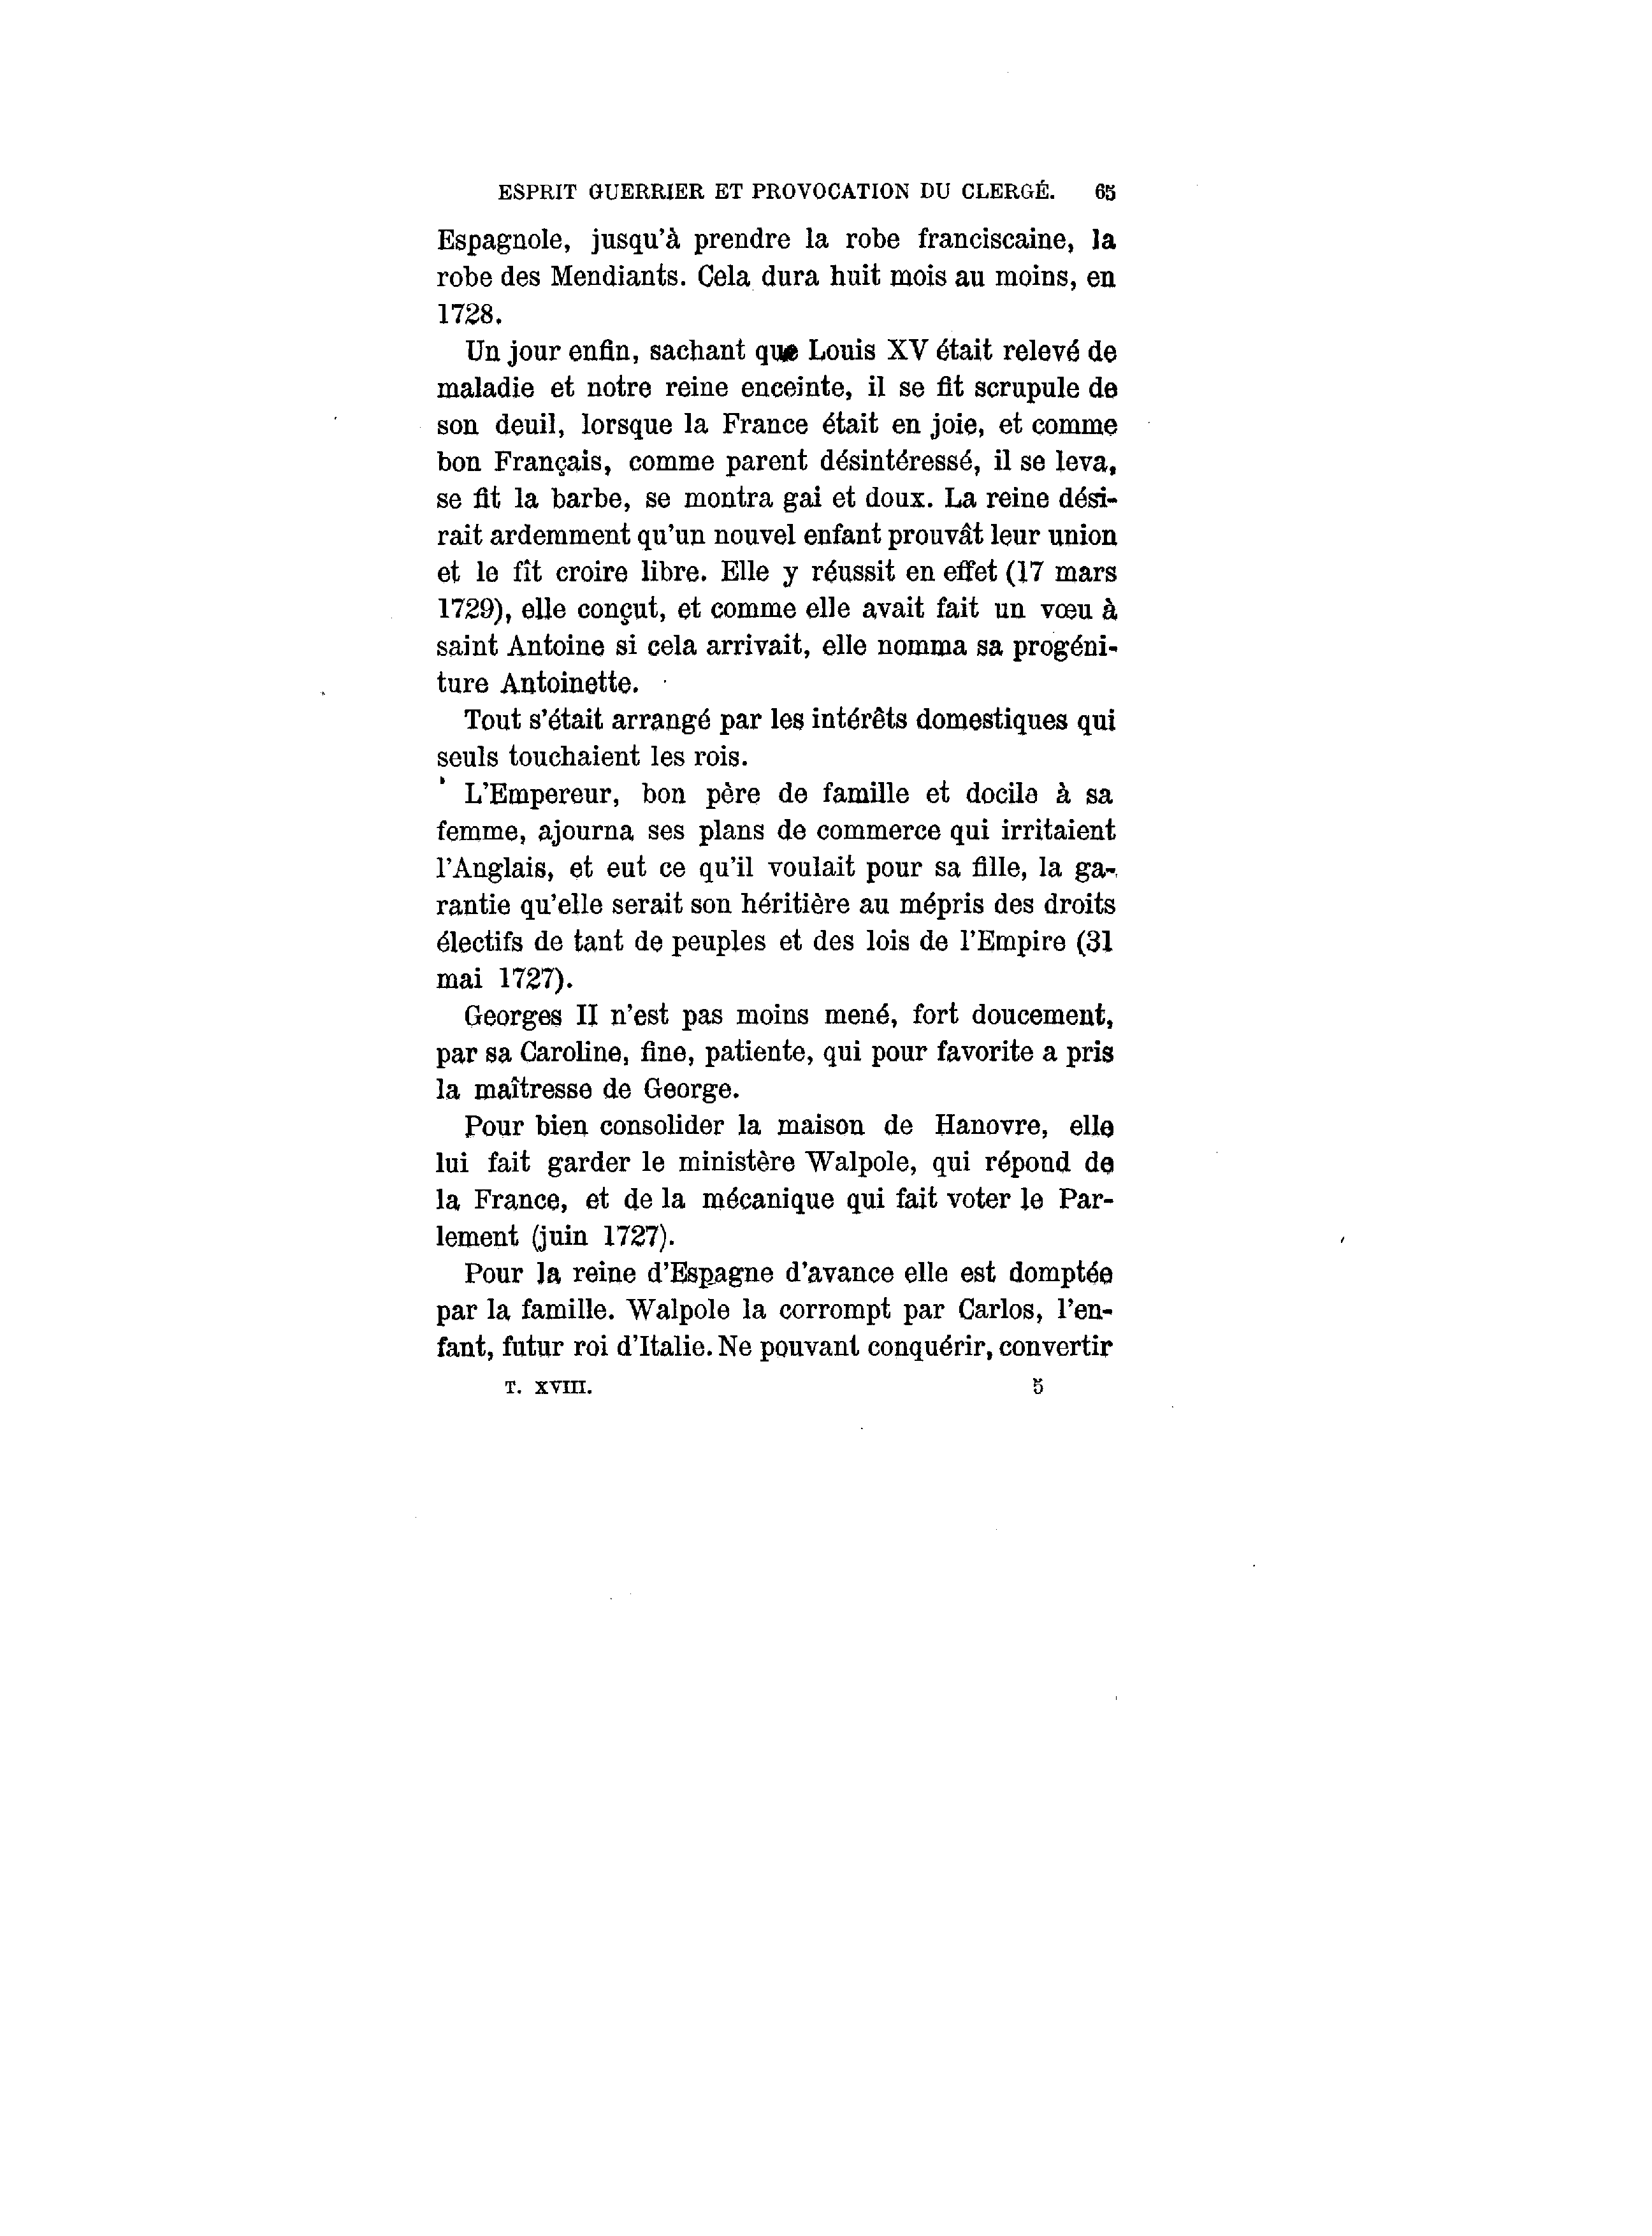 ESPRIT GUERRIER ET PROVOCATION DU CLERGÉ. 65
Espagnole, jusqu'à prendre la robe franciscaine, la
robe des Mendiants. Cela dura huit mois au moins, en
1728.
Un jour enfin, sachant que Louis XV était relevé de
maladie et notre reine enceinte, il se fit scrupule de
son deuil, lorsque la France était en joie, et comme
bon Français, comme parent désintéressé, il se leva,
se fit la barbe, se montra gai et doux. La reine dési-
rait ardemment qu'un nouvel enfant prouvât leur union
et le fît croire libre. Elle y réussit en effet (17 mars
1729), elle conçut, et comme elle avait fait un vœu à
saint Antoine si cela arrivait, elle nomma sa progéni-
ture Antoinette.
Tout s'était arrangé par les intérêts domestiques qui
seuls touchaient les rois.
L'Empereur, bon père de famille et docile à sa
femme, ajourna ses plans de commerce qui irritaient
l'Anglais, et eut ce qu'il voulait pour sa fille, la ga-
rantie qu'elle serait son héritière au mépris des droits
électifs de tant de peuples et des lois de l'Empire (31
mai 1727).
Georges II n'est pas moins mené, fort doucement,
par sa Caroline, fine, patiente, qui pour favorite a pris
la maîtresse de George.
Pour bien consolider la maison de Hanovre, elle
lui fait garder le ministère Walpole, qui répond de
la France, et de la mécanique qui fait voter le Par-
lement (juin 1727).
Pour la reine d'Espagne d'avance elle est domptée
par la famille. Walpole la corrompt par Carlos, l'en-
fant, futur roi d'Italie. Ne pouvant conquérir, convertir
T. XVIII. 5